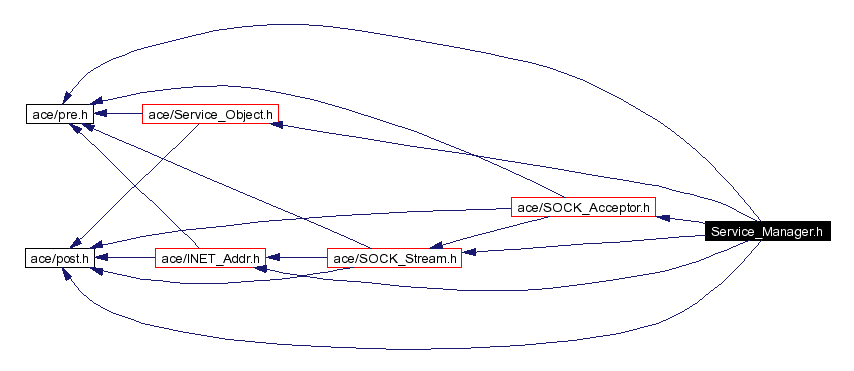 ace/pre.h
ace/Service_Object.h
ace/SOCK_Acceptor.h
Service_Manager.h
ace/post.h
ace/INET_Addr.h
ace/SOCK_Stream.h